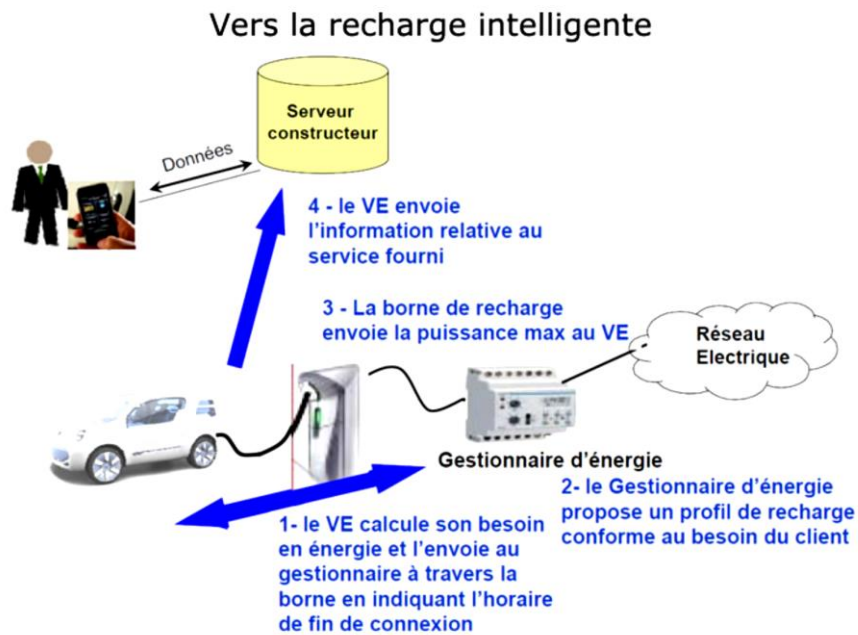 Vers la recharge intelligente
Serveur
constructeur
Données
4 - le VE envoie
l'information relative au
service fourni
3 - La borne de recharge
envoie la puissance max au VE
Réseau
Electrique
Gestionnaire d'énergie
2- le Gestionnaire d'énergie
propose un profil de recharge
conforme au besoin du client
1- le VE calcule son besoin
en énergie et l'envoie au
gestionnaire à travers la
borne en indiquant l'horaire
de fin de connexion